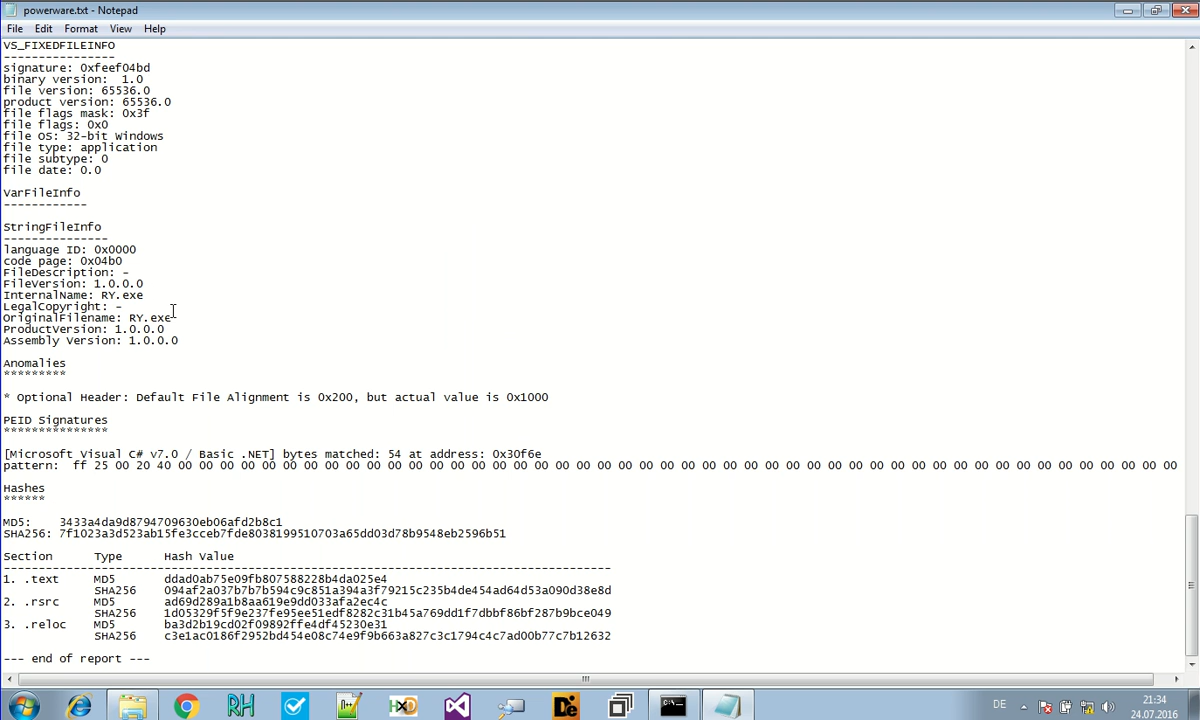 powerware.txt - Notepad
File Edit Format View Help
VS_FIXEDFILEINFO
----------------
signature: 0xfeef04bd
binary version:  1.0
file version: 65536.0
product version: 65536.0
file flags mask: 0x3f
file flags: 0x0
file OS: 32-bit Windows
file type: application
file subtype: 0
file date: 0.0
VarFileInfo
------------
StringFileInfo
---------------
language ID: 0x0000
code page: 0x04b0
FileDescription: -
FileVersion: 1.0.0.0
InternalName: RY.exe
LegalCopyright: -
OriginalFilename: RY.exe
ProductVersion: 1.0.0.0
Assembly Version: 1.0.0.0
Anomalies
*********
* Optional Header: Default File Alignment is 0x200, but actual value is 0x1000
PEID Signatures
***************
[Microsoft Visual C# v7.0 / Basic .NET] bytes matched: 54 at address: 0x30f6e
pattern:  ff 25 00 20 40 00 00 00 00 00 00 00 00 00 00 00 00 00 00 00 00 00 00 00 00 00 00 00 00 00 00 00 00 00 00 00 00 00 00 00 00 00 00 00 00 00 00 00 00 00 00 00 00
Hashes
******
MD5:    3433a4da9d8794709630eb06afd2b8c1
SHA256: 7f1023a3d523ab15fe3cceb7fde8038199510703a65dd03d78b9548eb2596b51
Section      Type      Hash Value
1. .text     MD5       ddad0ab75e09fb807588228b4da025e4
SHA256    094af2a037b7b7b594c9c851a394a3f79215c235b4de454ad64d53a090d38e8d
2. .rsrc     MD5       ad69d289a1b8aa619e9dd033afa2ec4c
SHA256    1d05329f5f9e237fe95ee51edf8282c31b45a769dd1f7dbbf86bf287b9bce049
3. .reloc    MD5       ba3d2b19cd02f09892ffe4df45230e31
SHA256    c3e1ac0186f2952bd454e08c74e9f9b663a827c3c1794c4c7ad00b77c7b12632
--- end of report ---
DE
21:34
24.07.2016